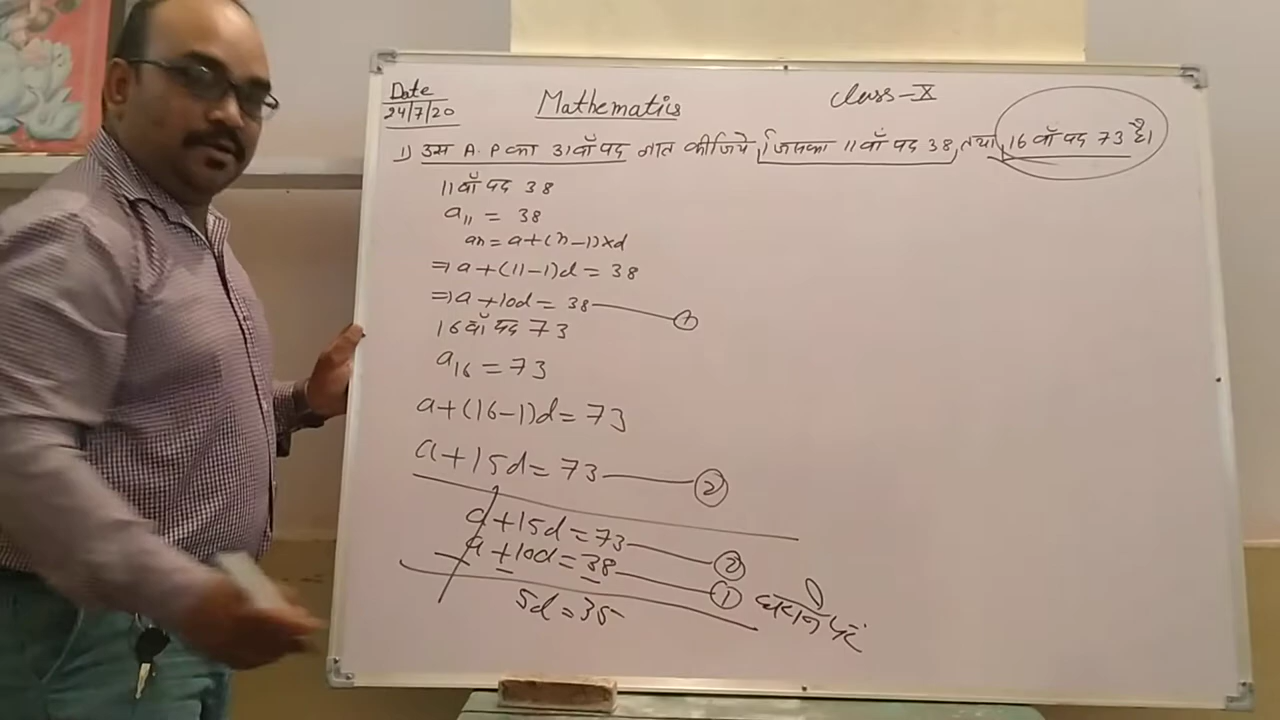 Date
24/7/20
Mathematics
Class-X
1) उस A.P का 31वाँ पद ज्ञात कीजिये, जिसका 11वाँ पद 38, तथा 16वाँ पद 73 है।
11वाँ पद 38
a₁₁ = 38
an = a+(n-1)×d
⇒ a+(11-1)d = 38
⇒ a+10d = 38 ①
16वाँ पद 73
a₁₆ = 73
a+(16-1)d = 73
a+15d = 73 ②
a+15d = 73 ②
a+10d = 38 ①
घटाने पर
5d = 35